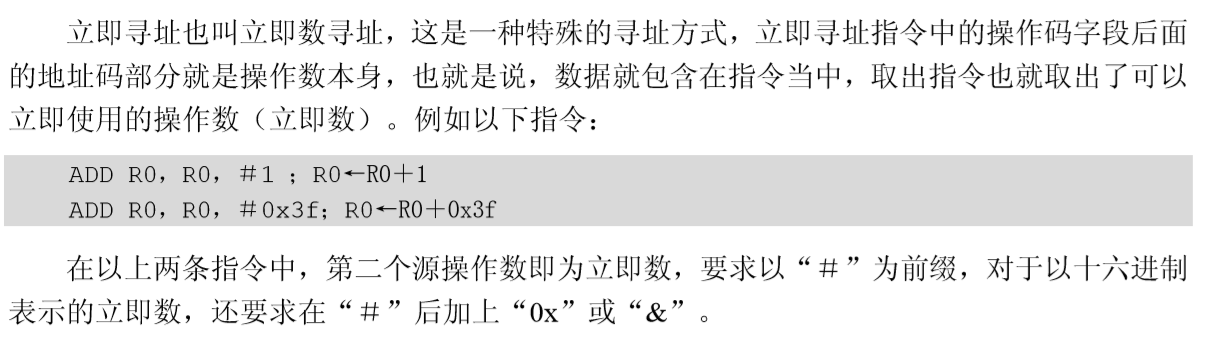 立即寻址也叫立即数寻址，这是一种特殊的寻址方式，立即寻址指令中的操作码字段后面
的地址码部分就是操作数本身，也就是说，数据就包含在指令当中，取出指令也就取出了可以
立即使用的操作数（立即数）。例如以下指令：
ADD R0，R0，＃1 ；R0←R0＋1
ADD R0，R0，＃0x3f；R0←R0＋0x3f
在以上两条指令中，第二个源操作数即为立即数，要求以“＃”为前缀，对于以十六进制
表示的立即数，还要求在“＃”后加上“0x”或“&”。